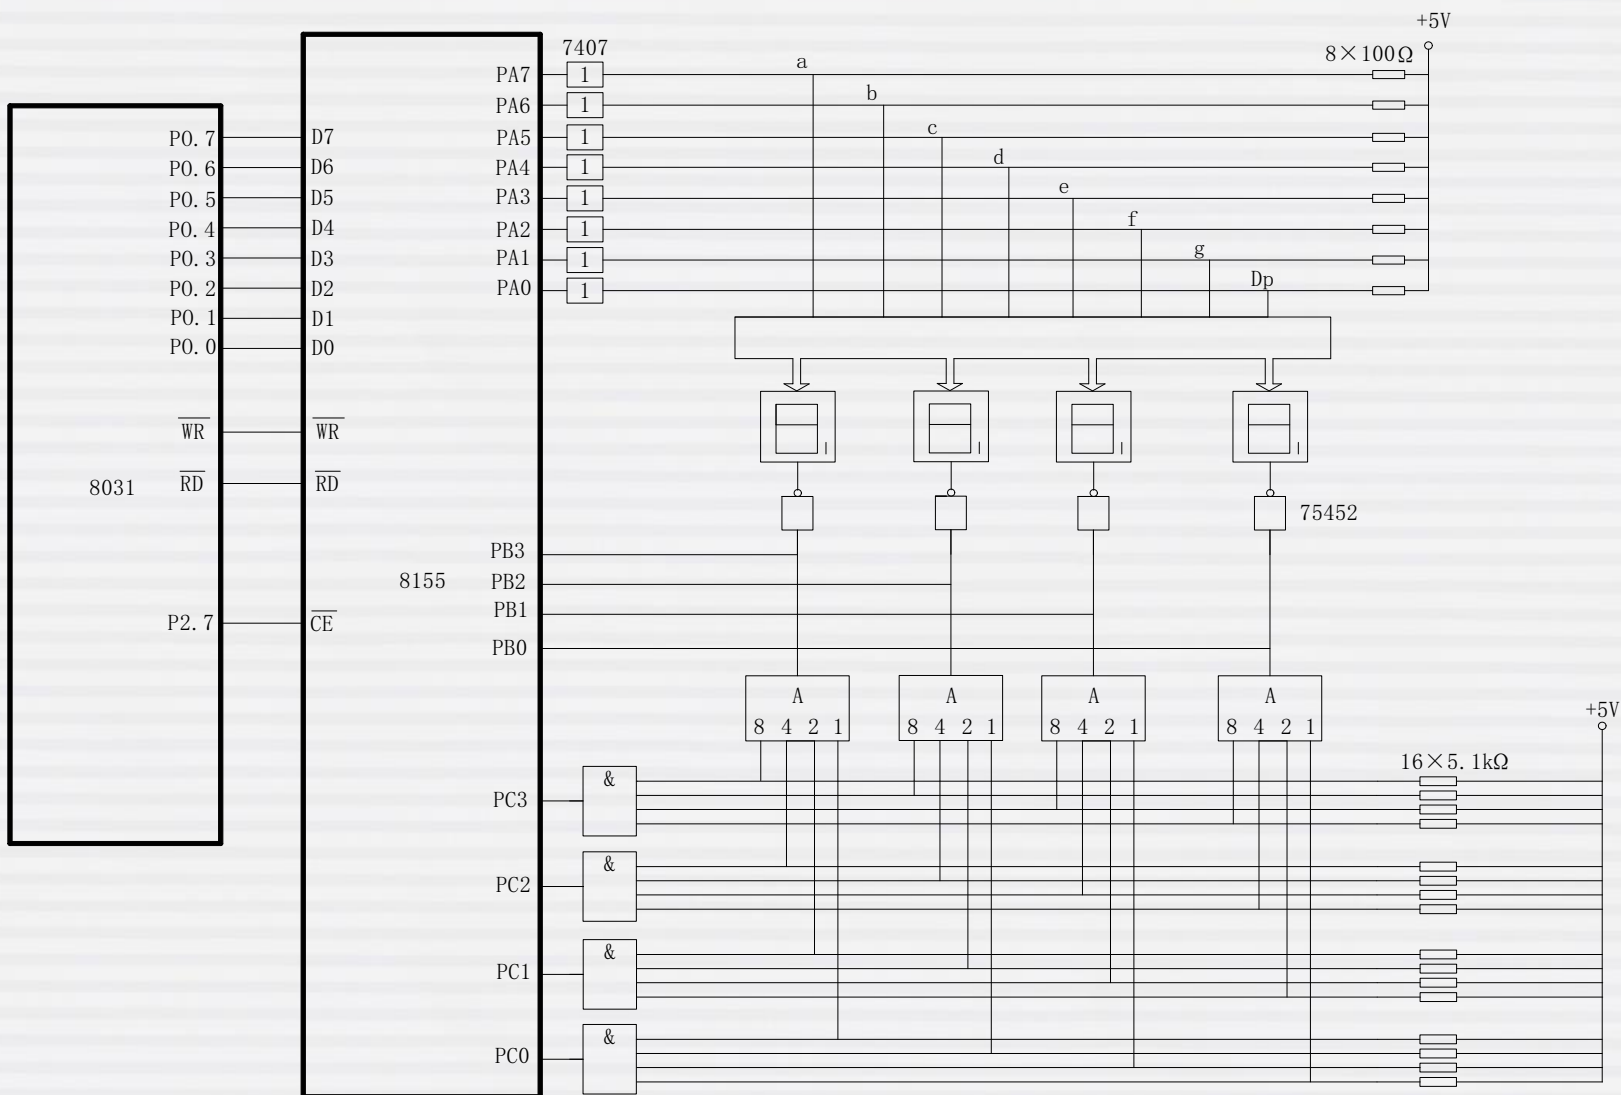 +5V
7407
8×100Ω
PA7 1 a
PA6 1 b
P0.7 D7 PA5 1 c
P0.6 D6 PA4 1 d
P0.5 D5 PA3 1 e
P0.4 D4 PA2 1 f
P0.3 D3 PA1 1 g
P0.2 D2 PA0 1 Dp
P0.1 D1
P0.0 D0
WR WR
8031 RD RD
75452
PB3
8155 PB2
PB1
P2.7 CE
PB0
A A A A
8 4 2 1 8 4 2 1 8 4 2 1 8 4 2 1
+5V
16×5.1kΩ
&
PC3
&
PC2
&
PC1
&
PC0